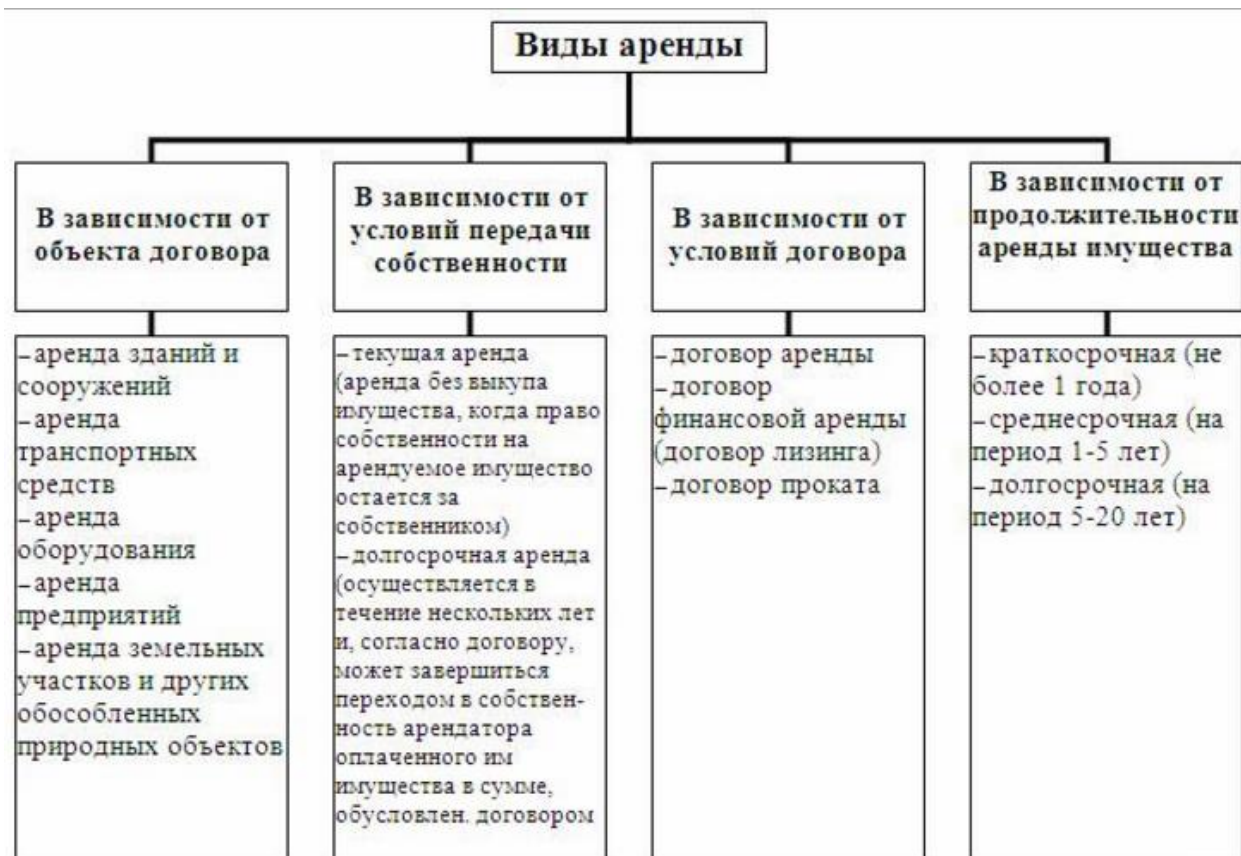 Виды аренды
В зависимости от
объекта договора
В зависимости от
условий передачи
собственности
В зависимости от
условий договора
В зависимости от
продолжительности
аренды имущества
–аренда зданий и
сооружений
–аренда
транспортных
средств
–аренда
оборудования
–аренда
предприятий
–аренда земельных
участков и других
обособленных
природных объектов
–текущая аренда
(аренда без выкупа
имущества, когда право
собственности на
арендуемое имущество
остается за
собственником)
–долгосрочная аренда
(осуществляется в
течение нескольких лет
и, согласно договору,
может завершиться
переходом в собствен-
ность арендатора
оплаченного им
имущества в сумме,
обусловлен. договором
–договор аренды
–договор
финансовой аренды
(договор лизинга)
–договор проката
–краткосрочная (не
более 1 года)
–среднесрочная (на
период 1-5 лет)
–долгосрочная (на
период 5-20 лет)